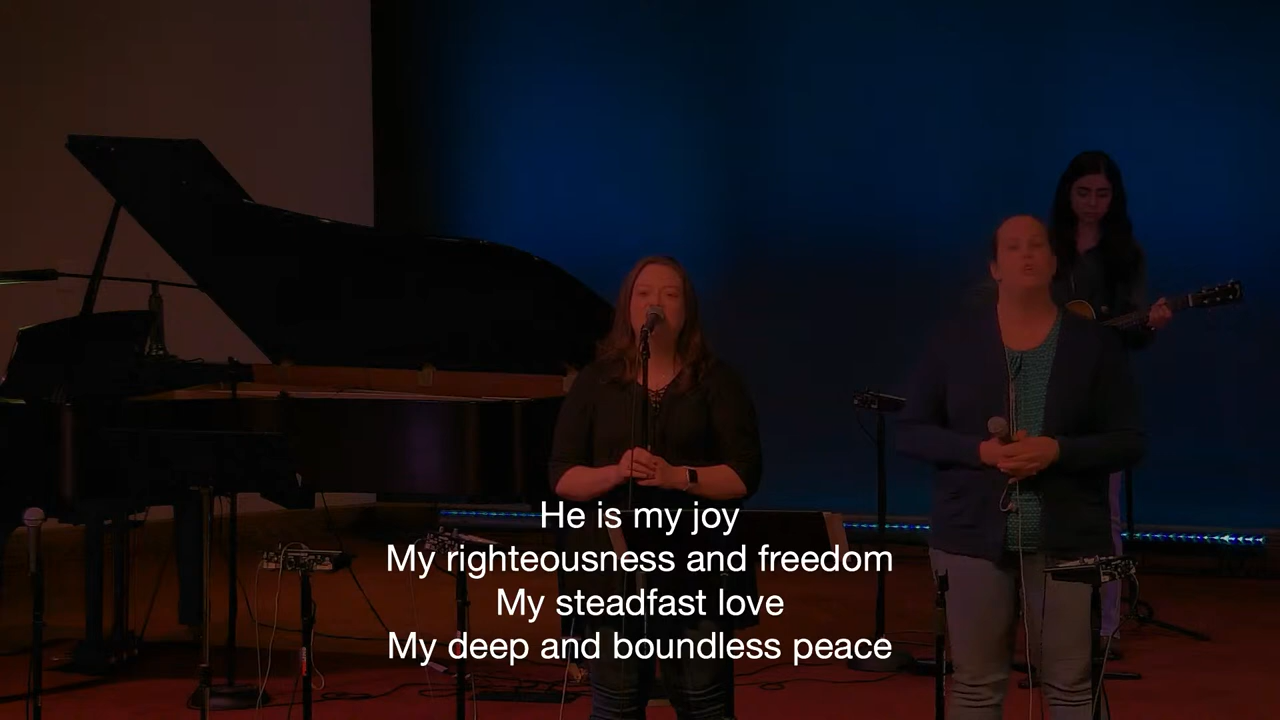 He is my joy
My righteousness and freedom
My steadfast love
My deep and boundless peace